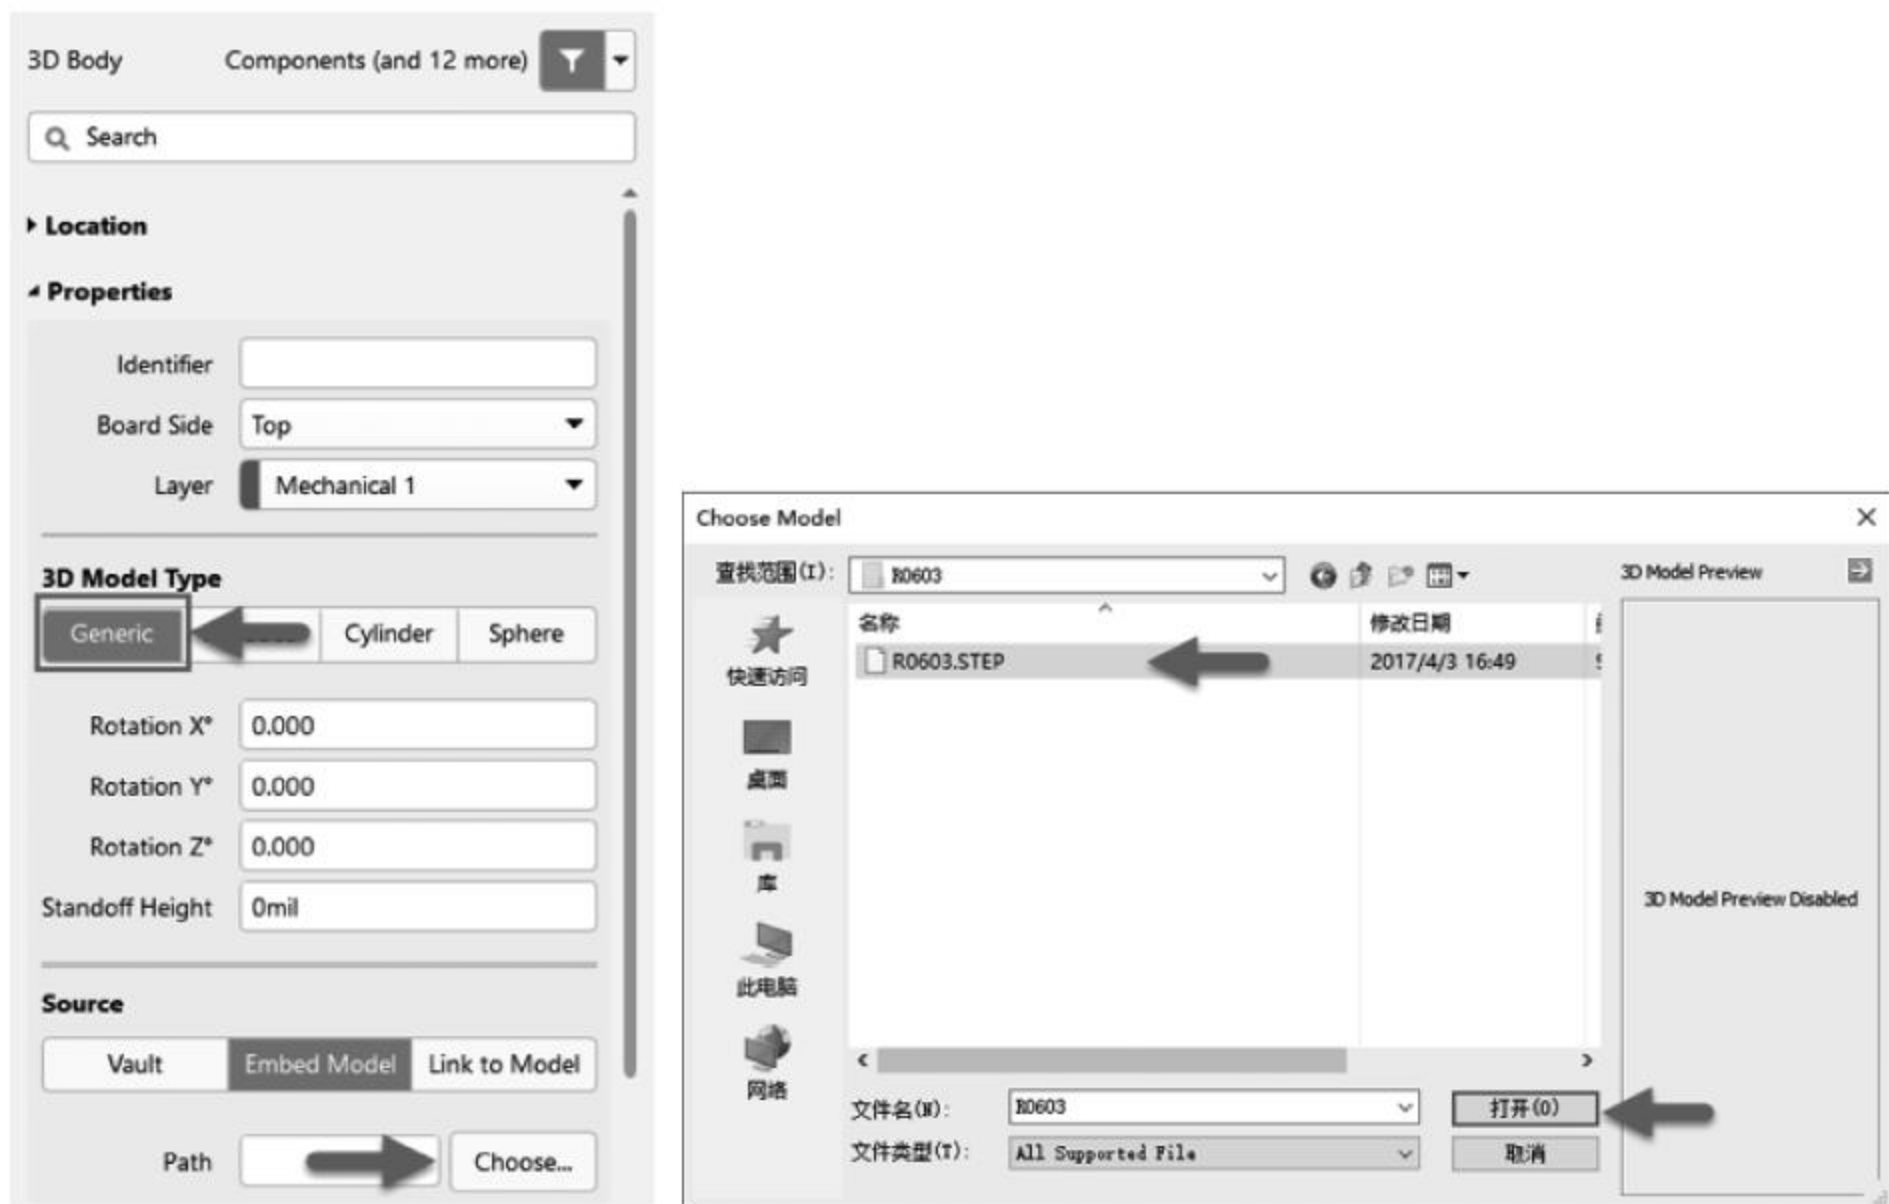 3D Body
Components (and 12 more)
Search
Location
Properties
Identifier
Board Side
Top
Layer
Mechanical 1
3D Model Type
Generic
Cylinder
Sphere
Rotation X°
0.000
Rotation Y°
0.000
Rotation Z°
0.000
Standoff Height
0mil
Source
Vault
Embed Model
Link to Model
Path
Choose...
Choose Model
查找范围(I):
R0603
3D Model Preview
名称
修改日期
R0603.STEP
2017/4/3 16:49
快速访问
桌面
库
此电脑
网络
3D Model Preview Disabled
文件名(N):
R0603
打开(O)
文件类型(T):
All Supported File
取消